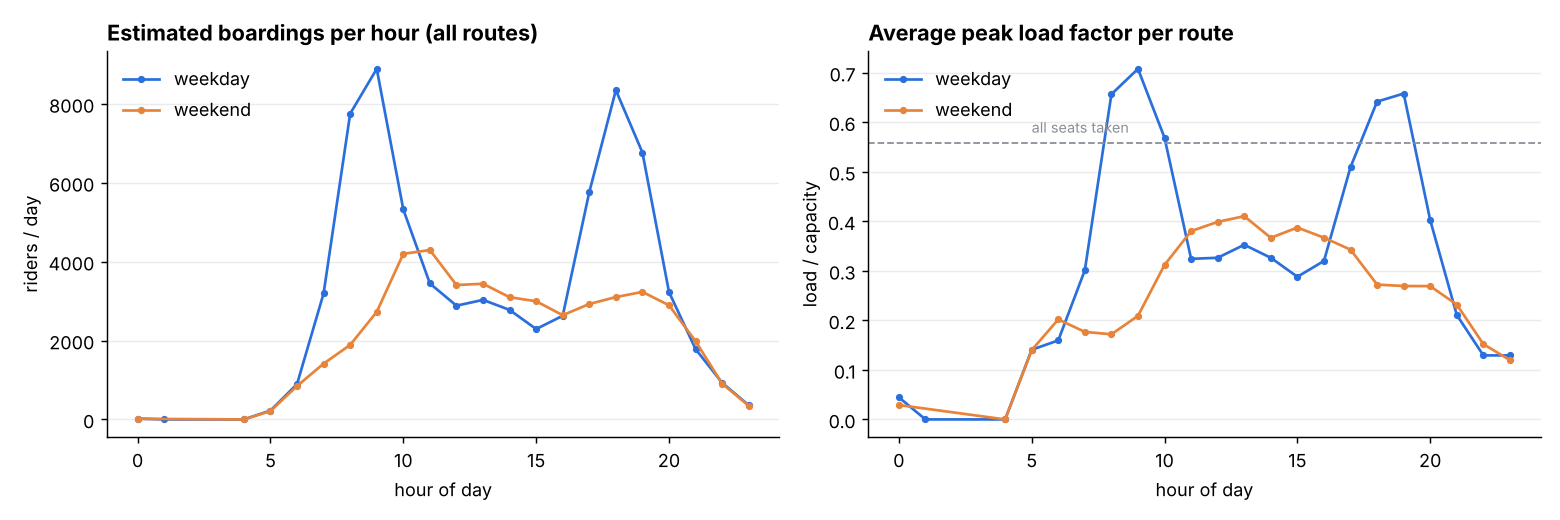 Estimated boardings per hour (all routes)
weekday
weekend
8000
6000
4000
2000
0
riders / day
0 5 10 15 20
hour of day
Average peak load factor per route
weekday
weekend
all seats taken
0.7
0.6
0.5
0.4
0.3
0.2
0.1
0.0
load / capacity
0 5 10 15 20
hour of day